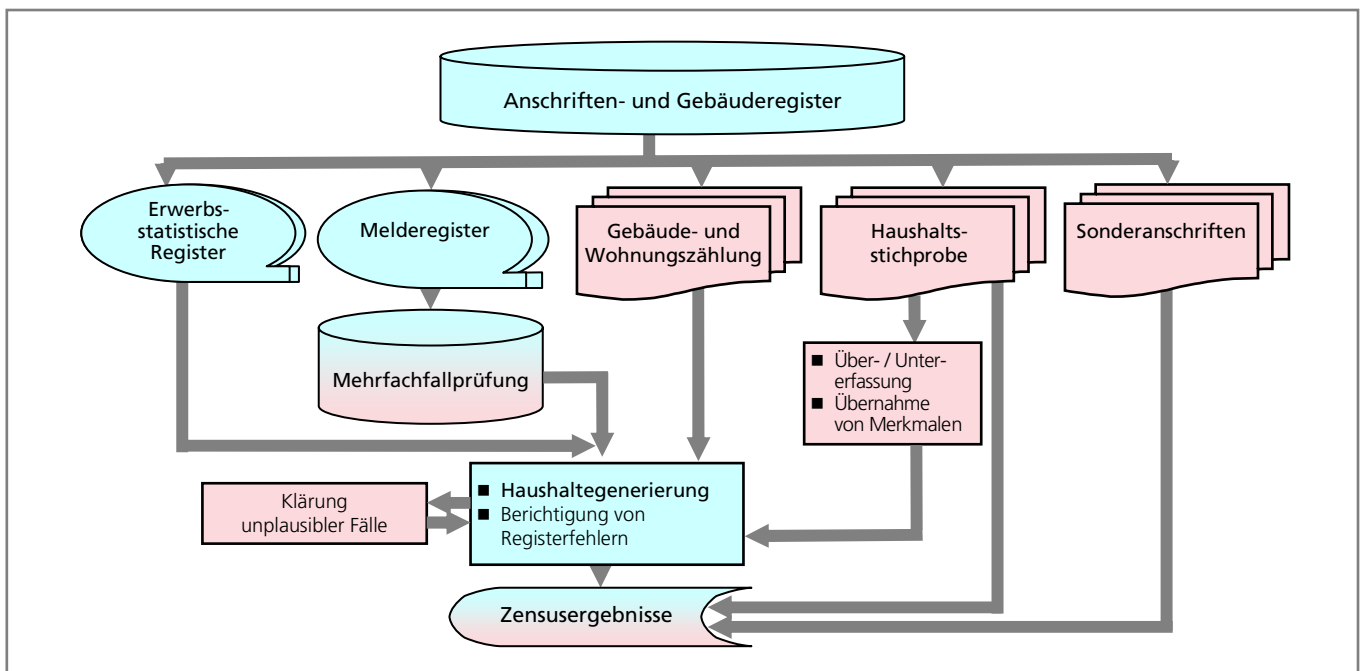 Anschriften- und Gebäuderegister
Erwerbs-
statistische
Register
Melderegister
Gebäude- und
Wohnungszählung
Haushalts-
stichprobe
Sonderanschriften
Mehrfachfallprüfung
■ Über- / Unter-
erfassung
■ Übernahme
von Merkmalen
Klärung
unplausibler Fälle
■ Haushaltegenerierung
■ Berichtigung von
Registerfehlern
Zensusergebnisse